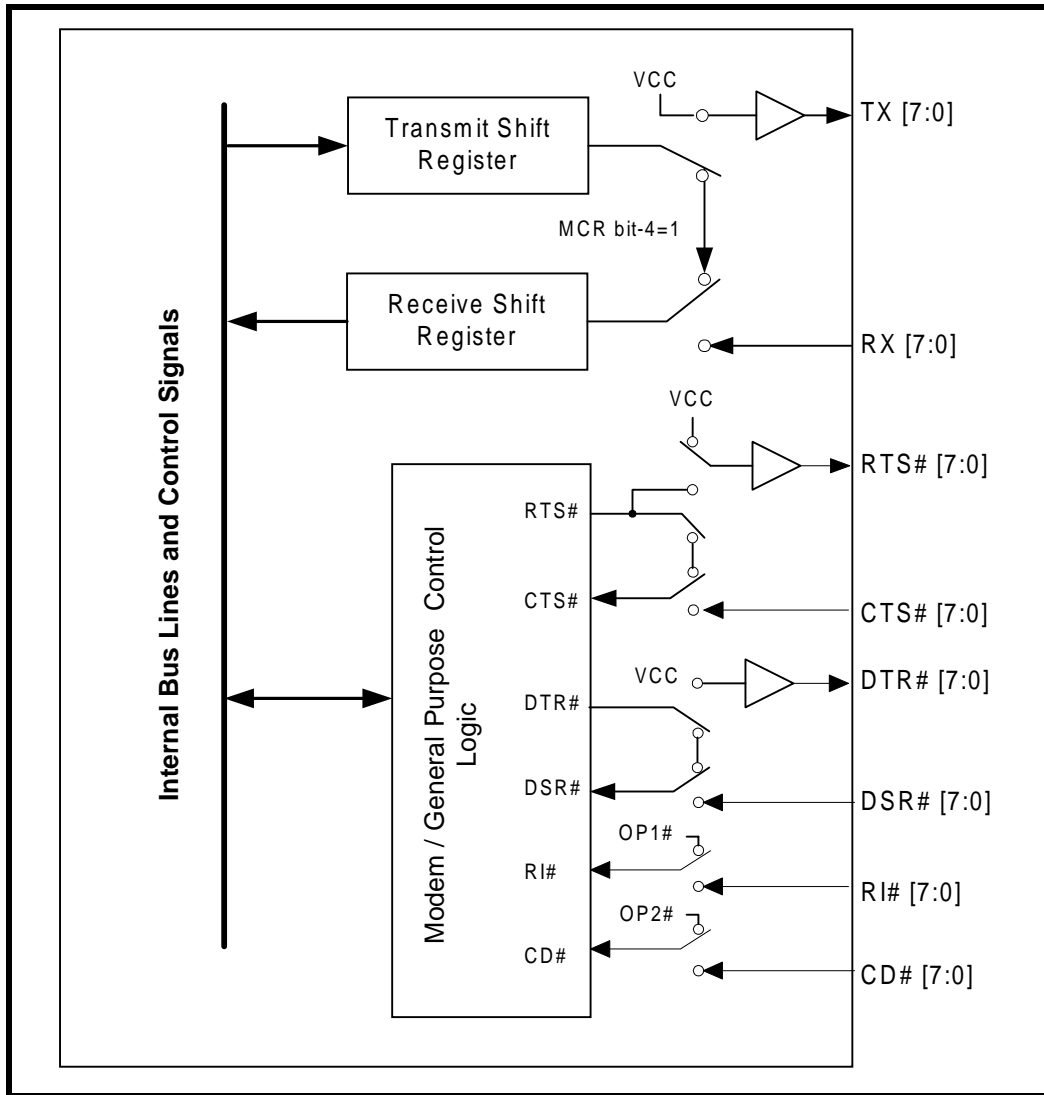 VCC
TX [7:0]
Transmit Shift
Register
MCR bit-4=1
Receive Shift
Register
RX [7:0]
Internal Bus Lines and Control Signals
VCC
RTS# [7:0]
Modem / General Purpose Control
Logic
RTS#
CTS#
CTS# [7:0]
VCC
DTR# [7:0]
DTR#
DSR#
DSR# [7:0]
OP1#
RI#
RI# [7:0]
OP2#
CD#
CD# [7:0]